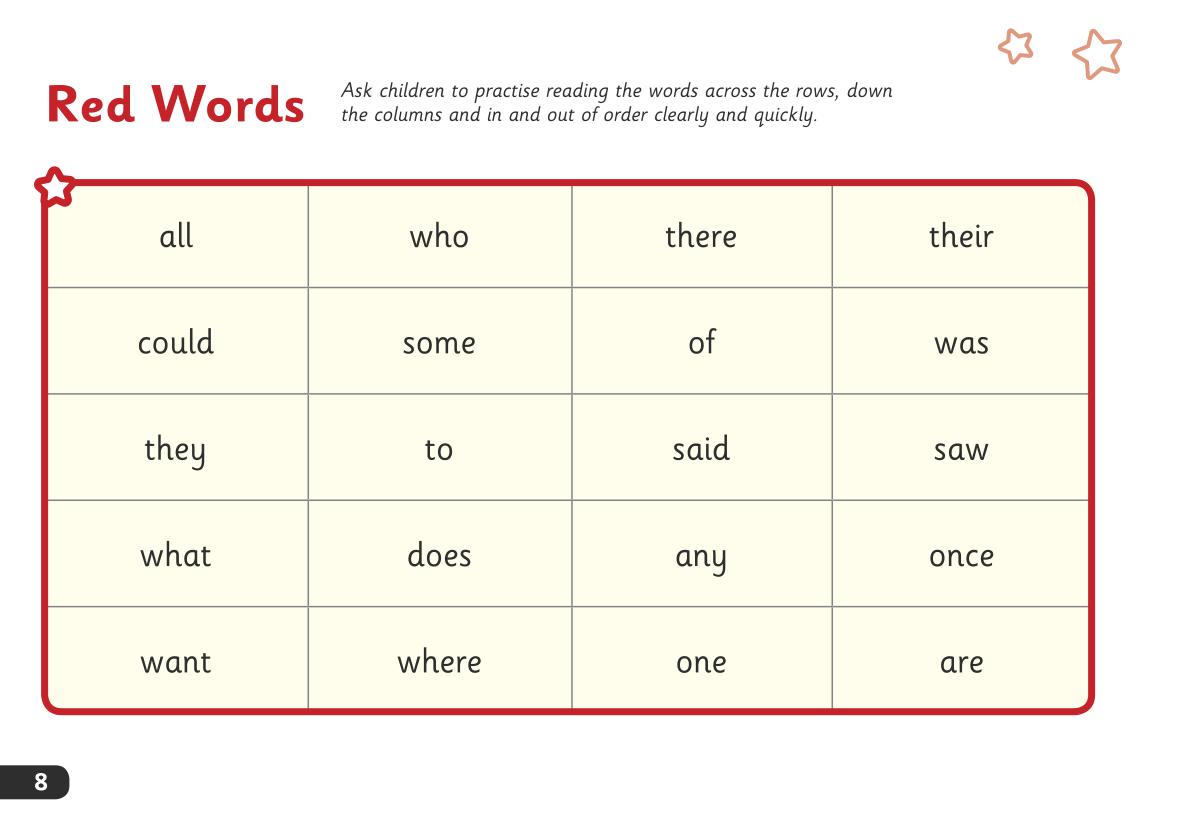 Red Words
Ask children to practise reading the words across the rows, down
the columns and in and out of order clearly and quickly.
all who there their
could some of was
they to said saw
what does any once
want where one are
8